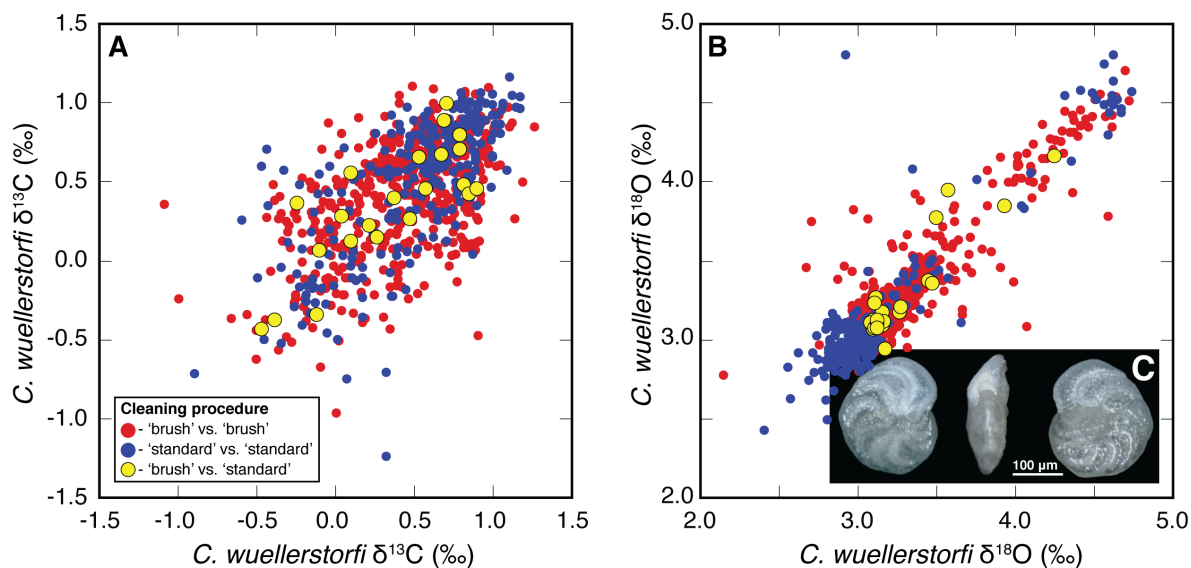 A
C. wuellerstorfi δ13C (‰)
1.5
1.0
0.5
0.0
-0.5
-1.0
-1.5
Cleaning procedure
- ‘brush’ vs. ‘brush’
- ‘standard’ vs. ‘standard’
- ‘brush’ vs. ‘standard’
-1.5 -1.0 -0.5 0.0 0.5 1.0 1.5
C. wuellerstorfi δ13C (‰)
B
C. wuellerstorfi δ18O (‰)
5.0
4.0
3.0
2.0
C
100 µm
2.0 3.0 4.0 5.0
C. wuellerstorfi δ18O (‰)